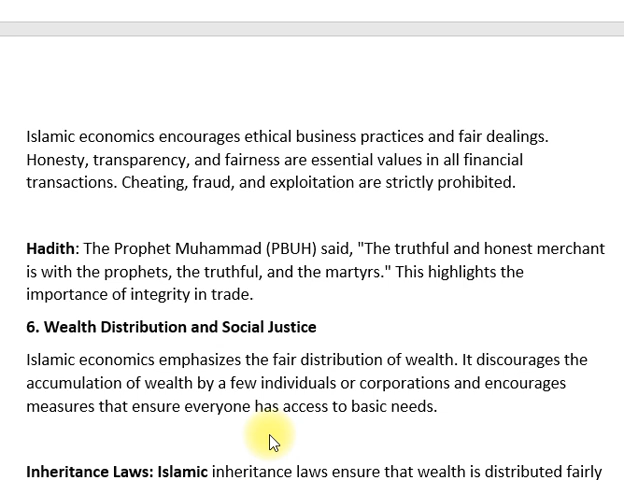 Islamic economics encourages ethical business practices and fair dealings.
Honesty, transparency, and fairness are essential values in all financial
transactions. Cheating, fraud, and exploitation are strictly prohibited.
Hadith: The Prophet Muhammad (PBUH) said, "The truthful and honest merchant
is with the prophets, the truthful, and the martyrs." This highlights the
importance of integrity in trade.
6. Wealth Distribution and Social Justice
Islamic economics emphasizes the fair distribution of wealth. It discourages the
accumulation of wealth by a few individuals or corporations and encourages
measures that ensure everyone has access to basic needs.
Inheritance Laws: Islamic inheritance laws ensure that wealth is distributed fairly